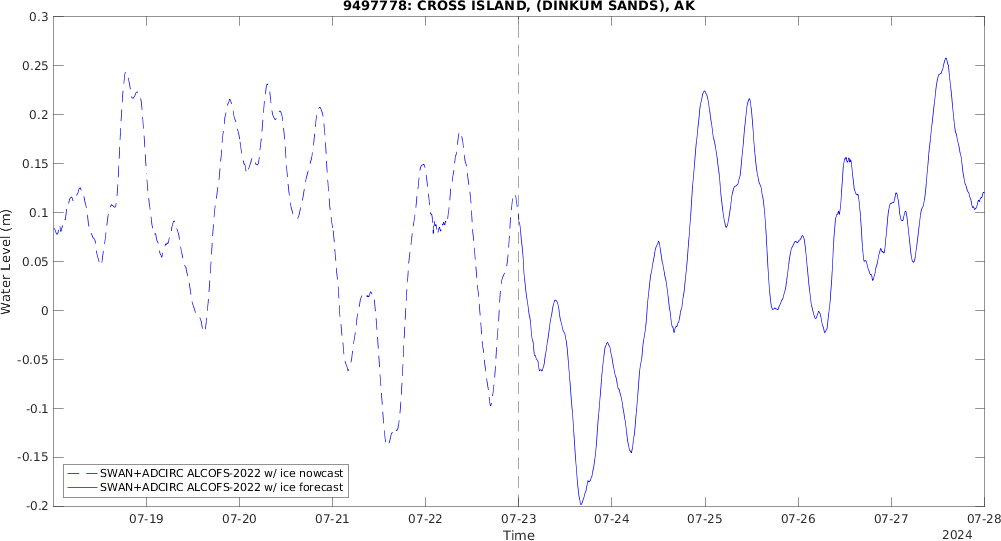 9497778: CROSS ISLAND, (DINKUM SANDS), AK
0.3
0.25
0.2
0.15
0.1
0.05
0
-0.05
-0.1
-0.15
-0.2
Water Level (m)
SWAN+ADCIRC ALCOFS-2022 w/ ice nowcast
SWAN+ADCIRC ALCOFS-2022 w/ ice forecast
07-19 07-20 07-21 07-22 07-23 07-24 07-25 07-26 07-27 07-28
Time
2024